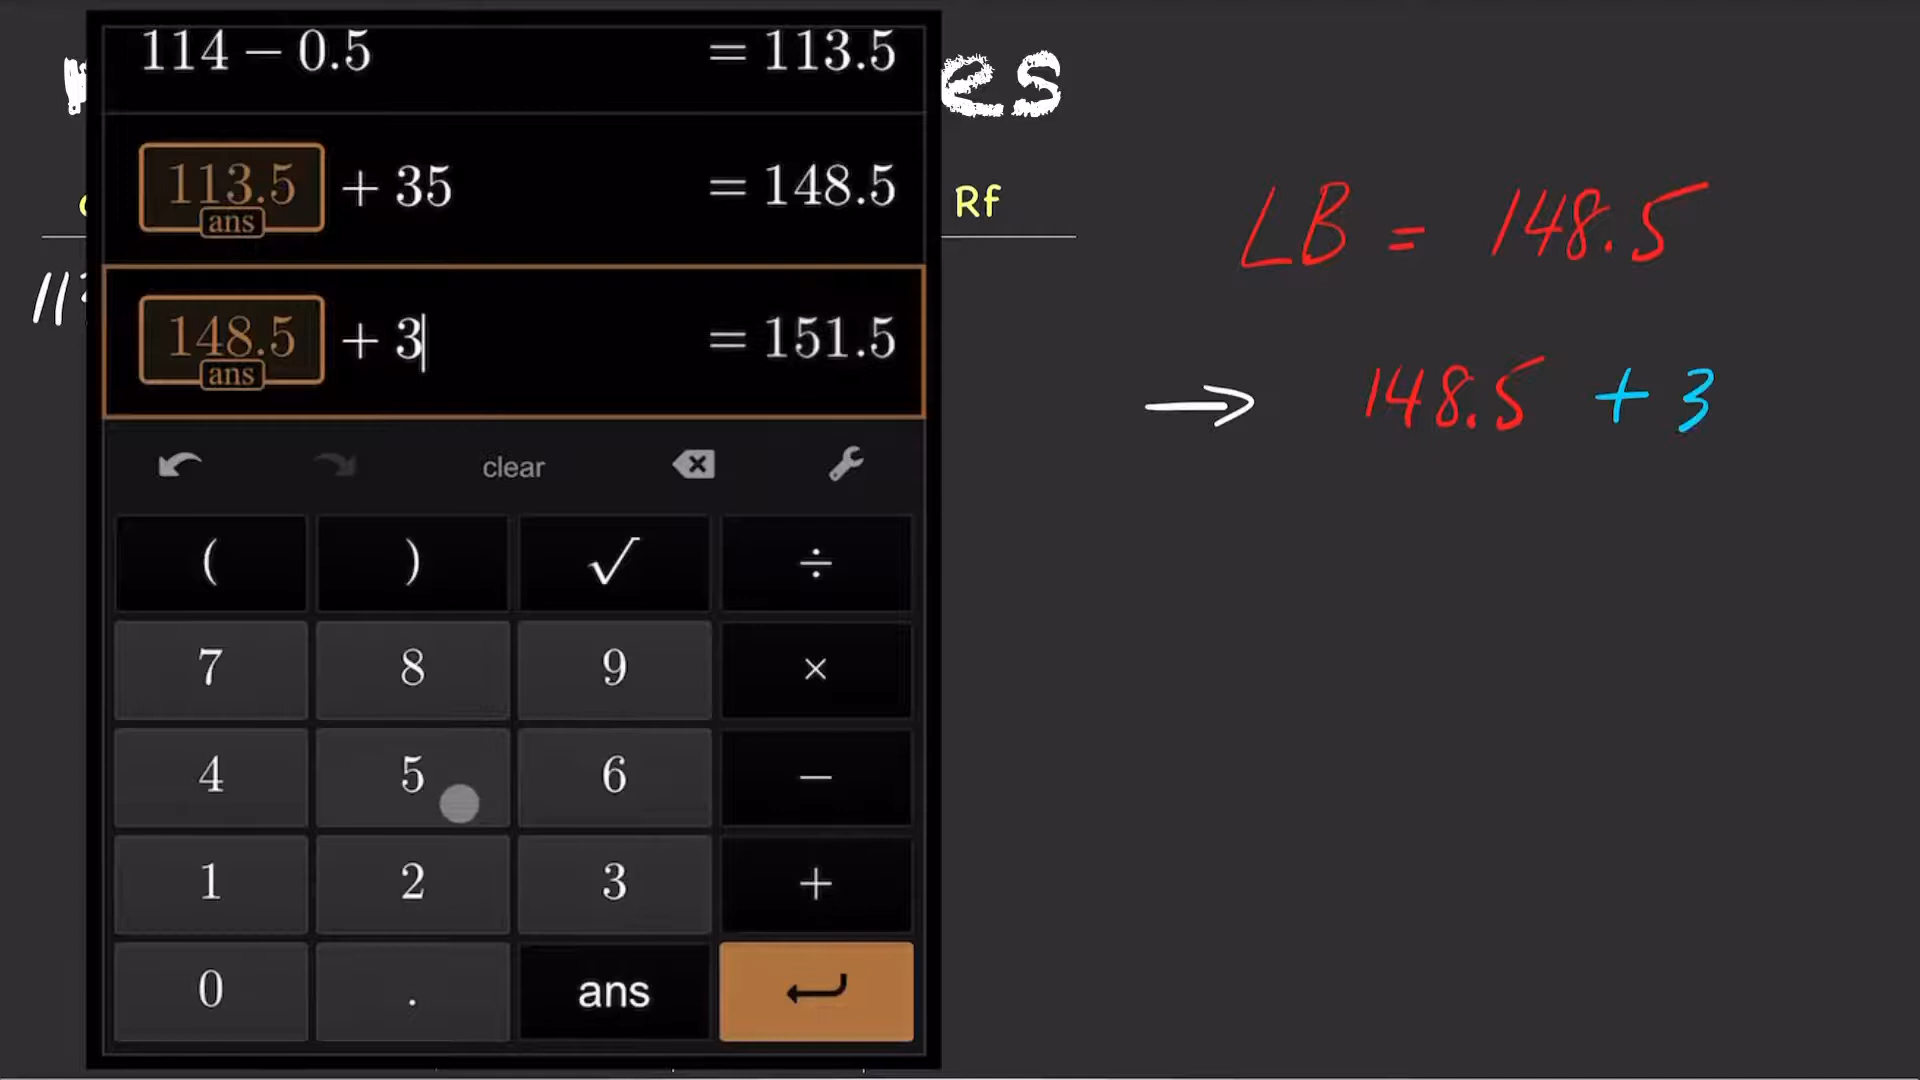 114 − 0.5 = 113.5
es
113.5 + 35 = 148.5
ans
Rf
LB = 148.5
148.5 + 3 = 151.5
ans
→ 148.5 + 3
clear
( ) √ ÷
7 8 9 ×
4 5 6 −
1 2 3 +
0 . ans